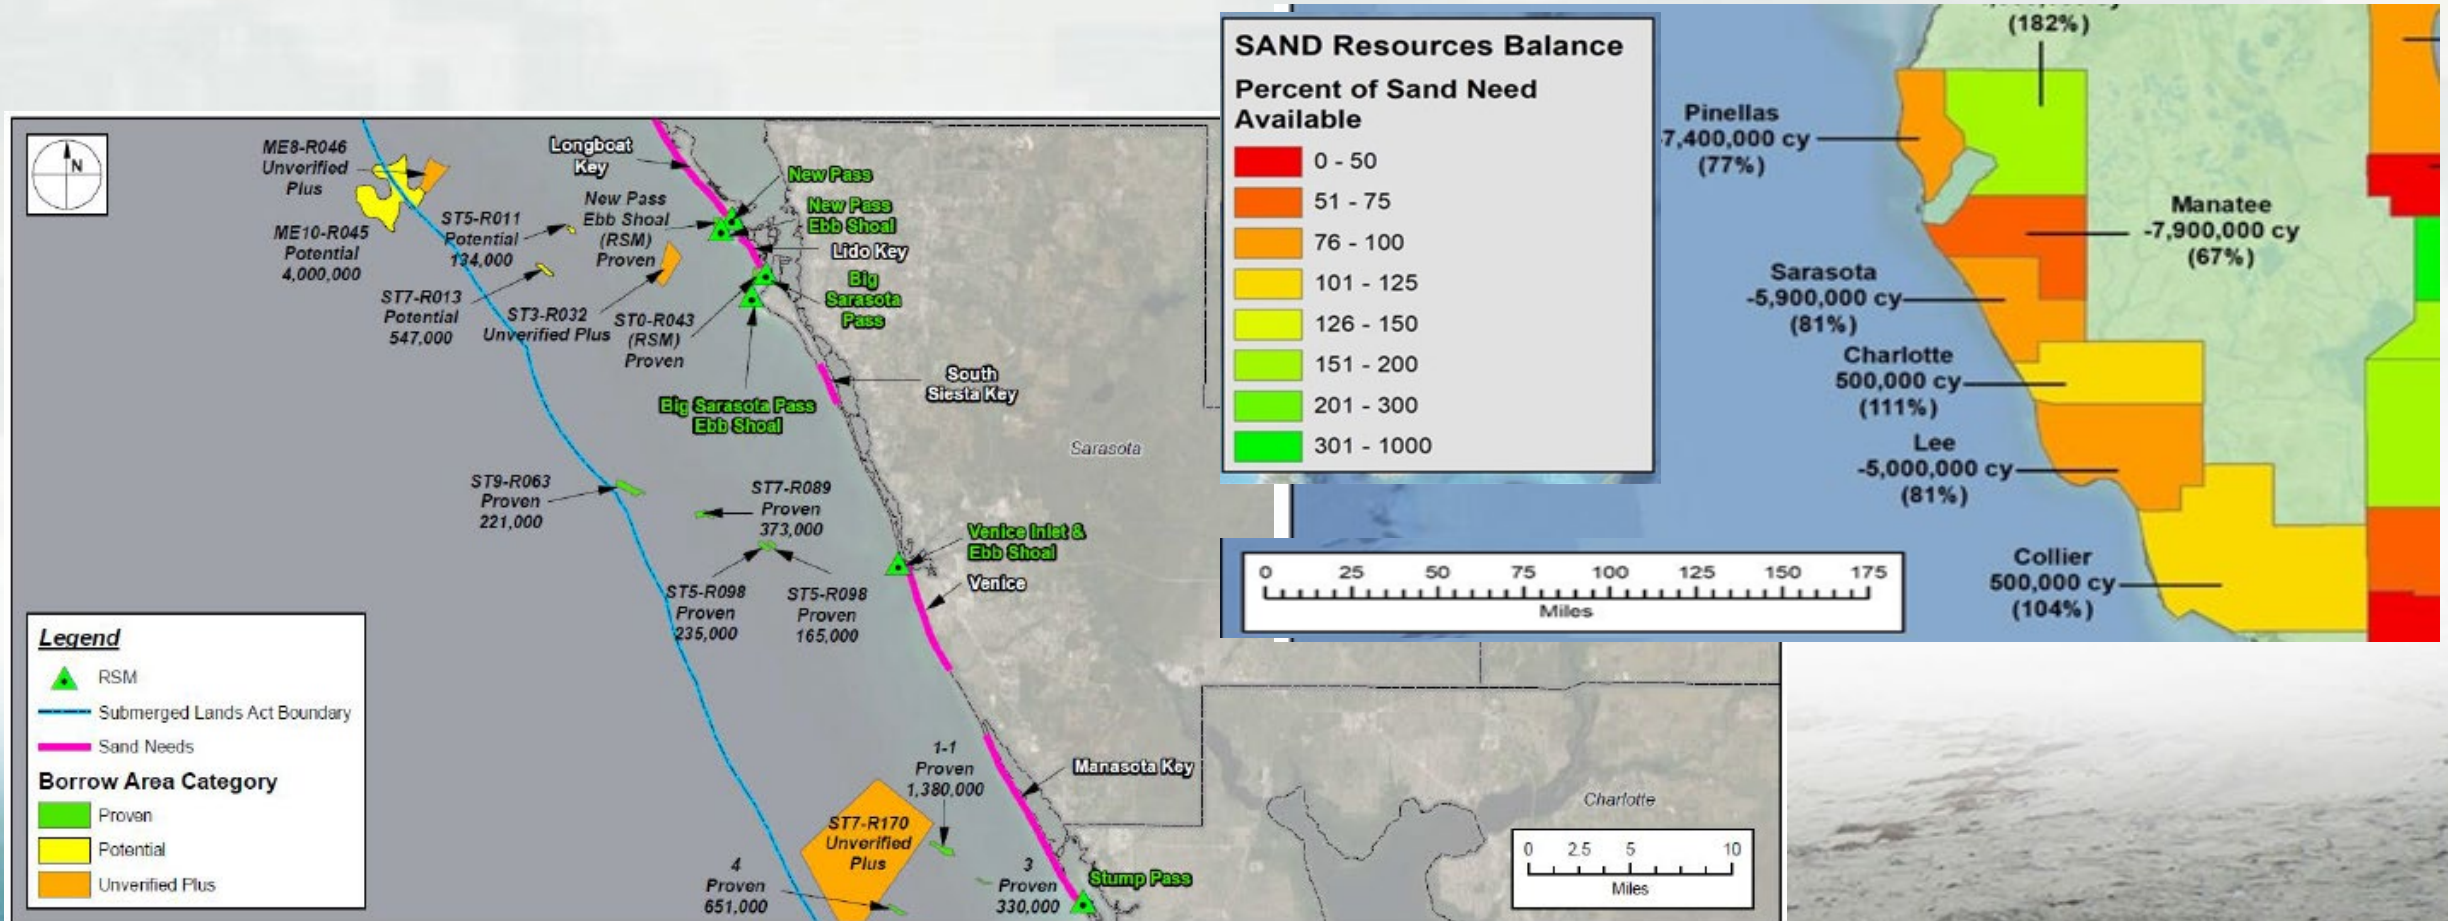 SAND Resources Balance
Percent of Sand Need
Available
0 - 50
51 - 75
76 - 100
101 - 125
126 - 150
151 - 200
201 - 300
301 - 1000
(182%)
Pinellas
-7,400,000 cy
(77%)
Manatee
-7,900,000 cy
(67%)
Sarasota
-5,900,000 cy
(81%)
Charlotte
500,000 cy
(111%)
Lee
-5,000,000 cy
(81%)
Collier
500,000 cy
(104%)
0 25 50 75 100 125 150 175
Miles
N
ME8-R046
Unverified
Plus
ME10-R045
Potential
4,000,000
ST5-R011
Potential
134,000
ST7-R013
Potential
547,000
Longboat
Key
New Pass
Ebb Shoal
(RSM)
Proven
ST3-R032
Unverified Plus
ST0-R043
(RSM)
Proven
New Pass
New Pass
Ebb Shoal
Lido Key
Big
Sarasota
Pass
Big Sarasota Pass
Ebb Shoal
South
Siesta Key
Sarasota
ST9-R063
Proven
221,000
ST7-R089
Proven
373,000
ST5-R098
Proven
235,000
ST5-R098
Proven
165,000
Venice Inlet &
Ebb Shoal
Venice
Manasota Key
1-1
Proven
1,380,000
ST7-R170
Unverified
Plus
4
Proven
651,000
3
Proven
330,000
Stump Pass
Charlotte
0 2.5 5 10
Miles
Legend
RSM
Submerged Lands Act Boundary
Sand Needs
Borrow Area Category
Proven
Potential
Unverified Plus